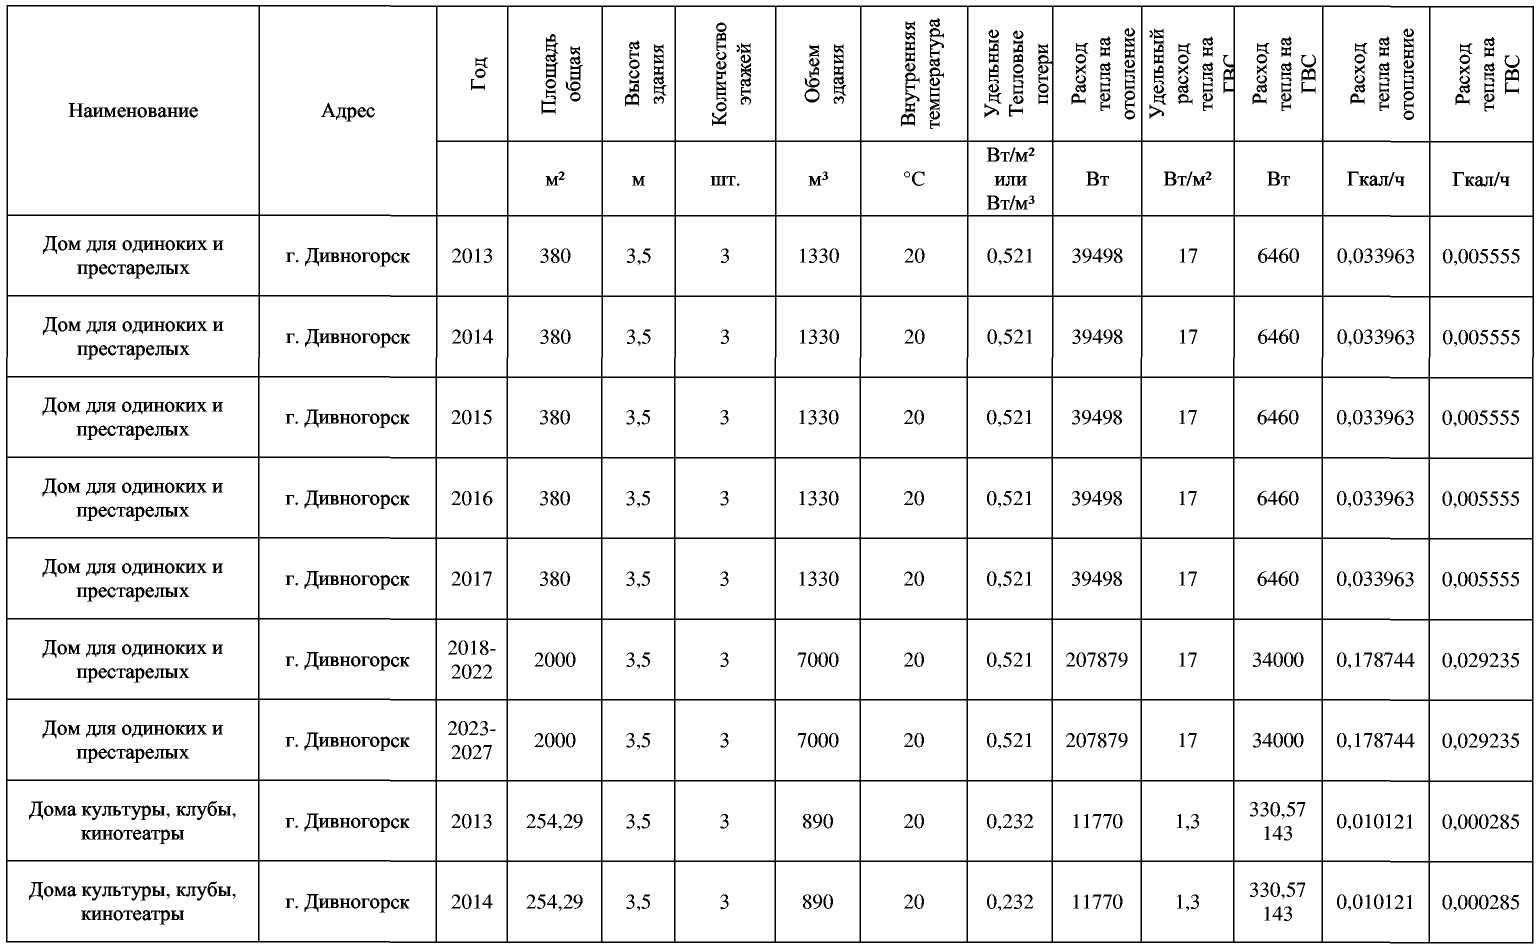 Наименование
Адрес
Год
Площадь
общая
Высота
здания
Количество
этажей
Объем
здания
Внутренняя
температура
Удельные
Тепловые
потери
Расход
тепла на
отопление
Удельный
расход
тепла на
ГВС
Расход
тепла на
ГВС
Расход
тепла на
отопление
Расход
тепла на
ГВС
м²
м
шт.
м³
°С
Вт/м²
или
Вт/м³
Вт
Вт/м²
Вт
Гкал/ч
Гкал/ч
Дом для одиноких и
престарелых
г. Дивногорск 2013 380 3,5 3 1330 20 0,521 39498 17 6460 0,033963 0,005555
Дом для одиноких и
престарелых
г. Дивногорск 2014 380 3,5 3 1330 20 0,521 39498 17 6460 0,033963 0,005555
Дом для одиноких и
престарелых
г. Дивногорск 2015 380 3,5 3 1330 20 0,521 39498 17 6460 0,033963 0,005555
Дом для одиноких и
престарелых
г. Дивногорск 2016 380 3,5 3 1330 20 0,521 39498 17 6460 0,033963 0,005555
Дом для одиноких и
престарелых
г. Дивногорск 2017 380 3,5 3 1330 20 0,521 39498 17 6460 0,033963 0,005555
Дом для одиноких и
престарелых
г. Дивногорск
2018-
2022
2000 3,5 3 7000 20 0,521 207879 17 34000 0,178744 0,029235
Дом для одиноких и
престарелых
г. Дивногорск
2023-
2027
2000 3,5 3 7000 20 0,521 207879 17 34000 0,178744 0,029235
Дома культуры, клубы,
кинотеатры
г. Дивногорск 2013 254,29 3,5 3 890 20 0,232 11770 1,3
330,57
143
0,010121 0,000285
Дома культуры, клубы,
кинотеатры
г. Дивногорск 2014 254,29 3,5 3 890 20 0,232 11770 1,3
330,57
143
0,010121 0,000285